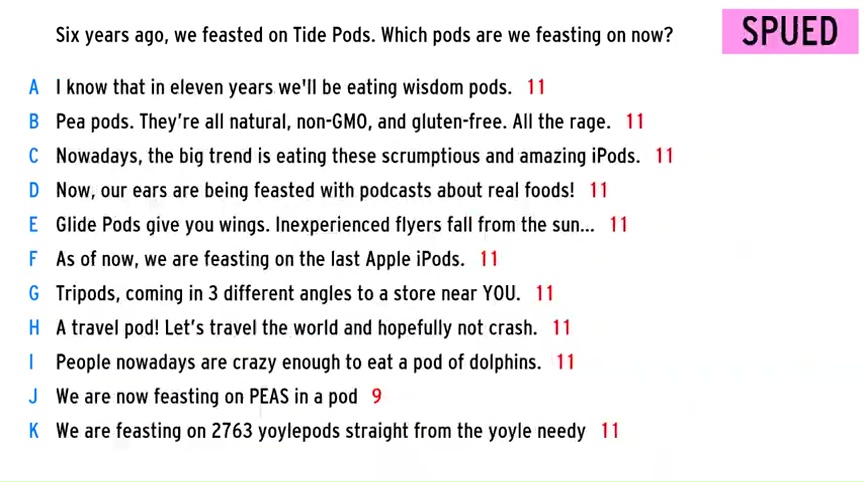 Six years ago, we feasted on Tide Pods. Which pods are we feasting on now?
SPUED
A I know that in eleven years we'll be eating wisdom pods. 11
B Pea pods. They're all natural, non-GMO, and gluten-free. All the rage. 11
C Nowadays, the big trend is eating these scrumptious and amazing iPods. 11
D Now, our ears are being feasted with podcasts about real foods! 11
E Glide Pods give you wings. Inexperienced flyers fall from the sun... 11
F As of now, we are feasting on the last Apple iPods. 11
G Tripods, coming in 3 different angles to a store near YOU. 11
H A travel pod! Let's travel the world and hopefully not crash. 11
I People nowadays are crazy enough to eat a pod of dolphins. 11
J We are now feasting on PEAS in a pod 9
K We are feasting on 2763 yoylepods straight from the yoyle needy 11